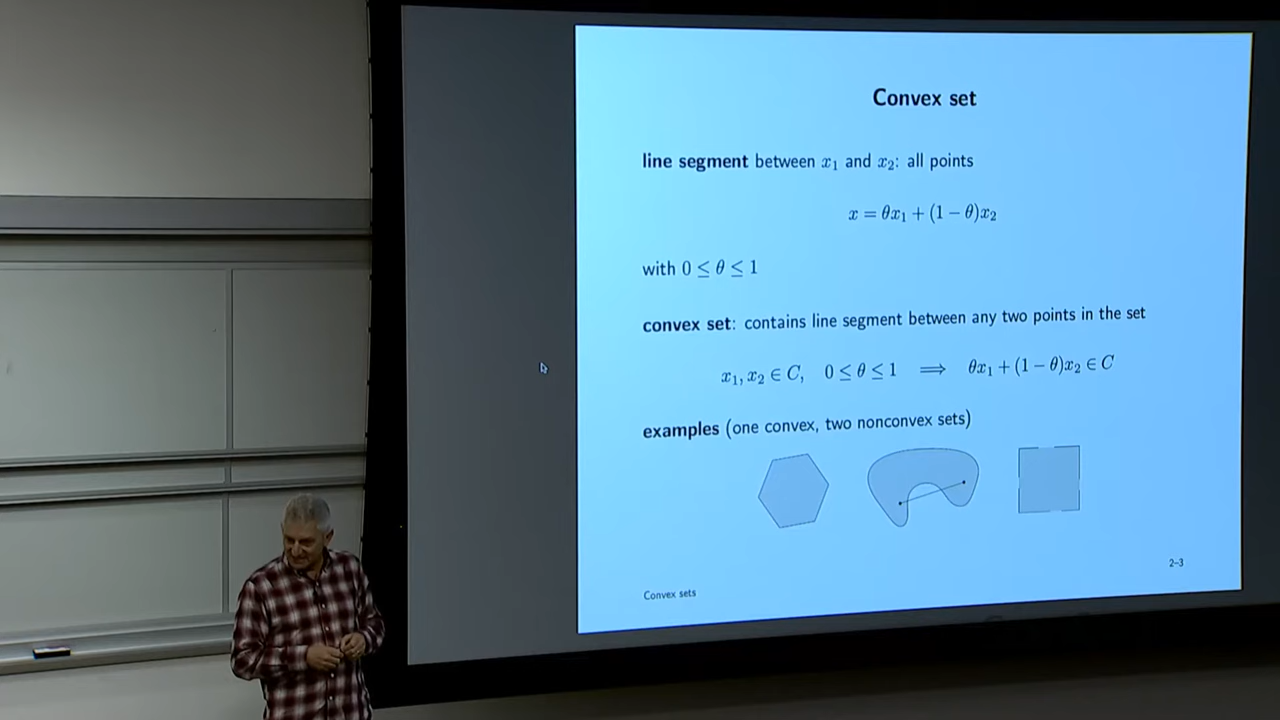 Convex set
line segment between x₁ and x₂: all points
x = θx₁ + (1 − θ)x₂
with 0 ≤ θ ≤ 1
convex set: contains line segment between any two points in the set
x₁, x₂ ∈ C, 0 ≤ θ ≤ 1 ⟹ θx₁ + (1 − θ)x₂ ∈ C
examples (one convex, two nonconvex sets)
2–3
Convex sets